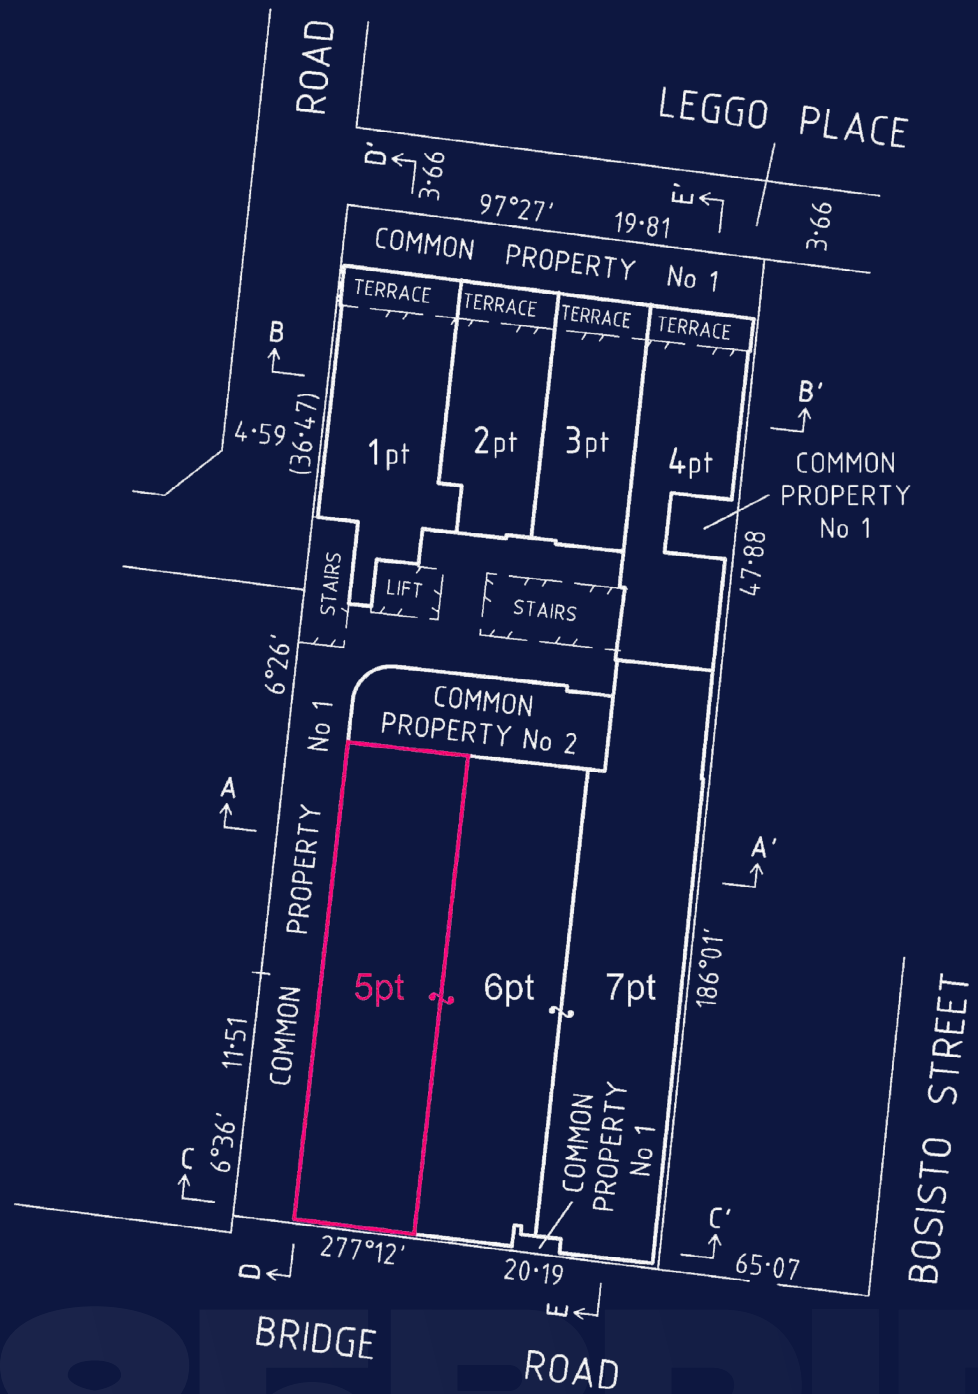 ROAD
LEGGO PLACE
D'
3·66
97°27'
19·81
E'
3·66
COMMON PROPERTY No 1
TERRACE
TERRACE
TERRACE
TERRACE
B
B'
4·59
(36·47)
1pt
2pt
3pt
4pt
COMMON
PROPERTY
No 1
47·88
STAIRS
LIFT
STAIRS
6°26'
COMMON
PROPERTY No 2
COMMON PROPERTY No 1
A
A'
5pt
6pt
7pt
186°01'
11·51
6°36'
COMMON
PROPERTY
No 1
C
C'
277°12'
20·19
65·07
D
E
BRIDGE ROAD
BOSISTO STREET